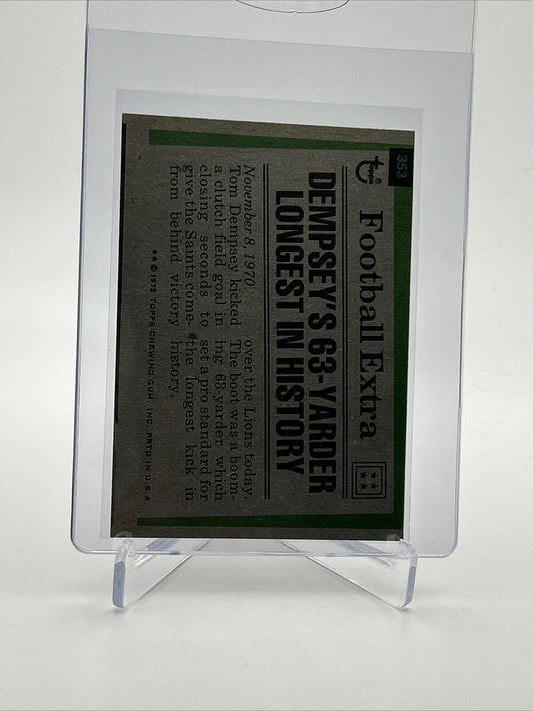 353
topps®
Football Extra
DEMPSEY'S 63-YARDER
LONGEST IN HISTORY
November 8, 1970.
Tom Dempsey kicked
a clutch field goal in
closing seconds to
give the Saints come-
from behind victory
over the Lions today.
The boot was a boom-
ing 63-yarder which
set a pro standard for
the longest kick in
history.
** © 1975 TOPPS CHEWING GUM, INC. PRTD IN U.S.A.